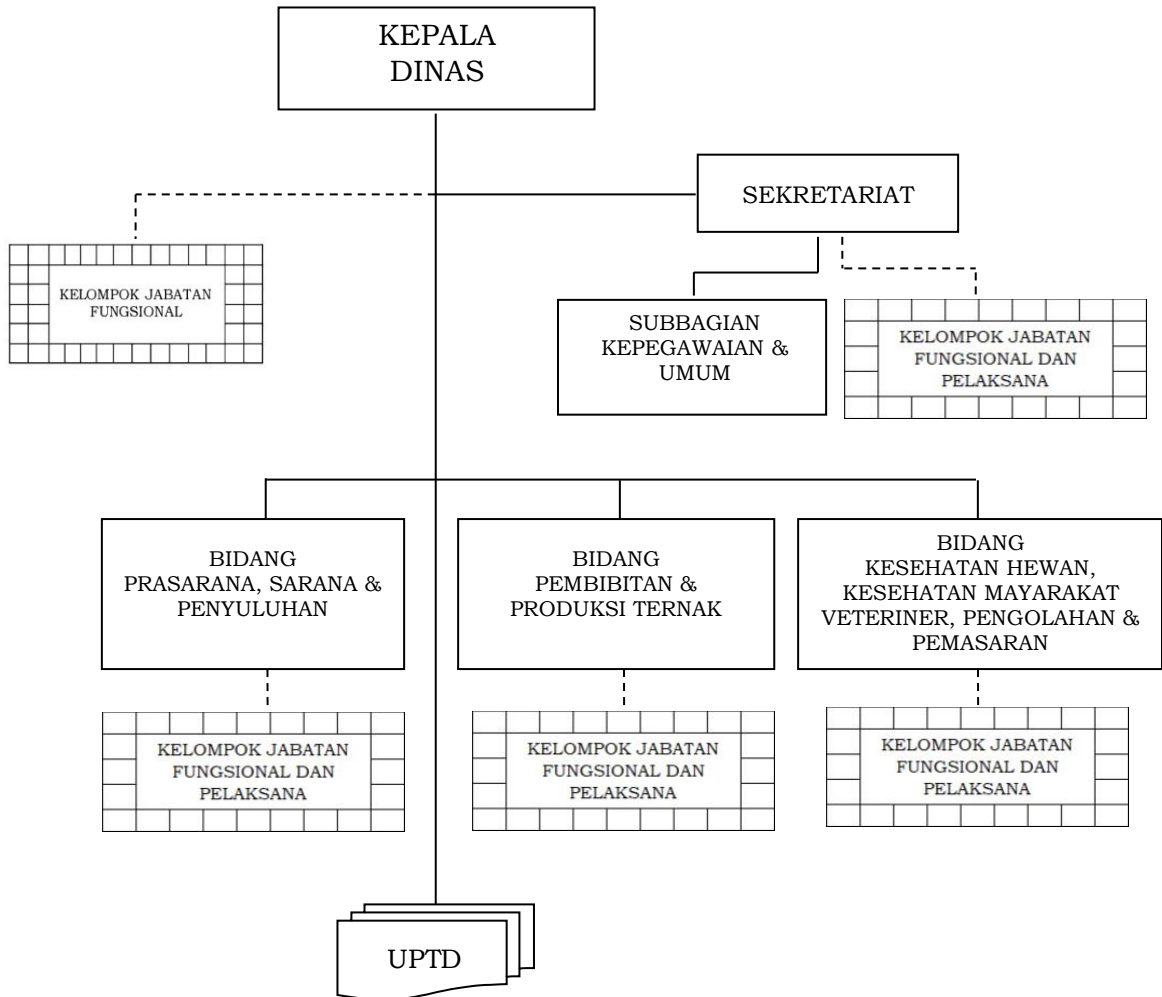 KEPALA
DINAS
SEKRETARIAT
KELOMPOK JABATAN
FUNGSIONAL
SUBBAGIAN
KEPEGAWAIAN &
UMUM
KELOMPOK JABATAN
FUNGSIONAL DAN
PELAKSANA
BIDANG
PRASARANA, SARANA &
PENYULUHAN
BIDANG
PEMBIBITAN &
PRODUKSI TERNAK
BIDANG
KESEHATAN HEWAN,
KESEHATAN MAYARAKAT
VETERINER, PENGOLAHAN &
PEMASARAN
KELOMPOK JABATAN
FUNGSIONAL DAN
PELAKSANA
KELOMPOK JABATAN
FUNGSIONAL DAN
PELAKSANA
KELOMPOK JABATAN
FUNGSIONAL DAN
PELAKSANA
UPTD